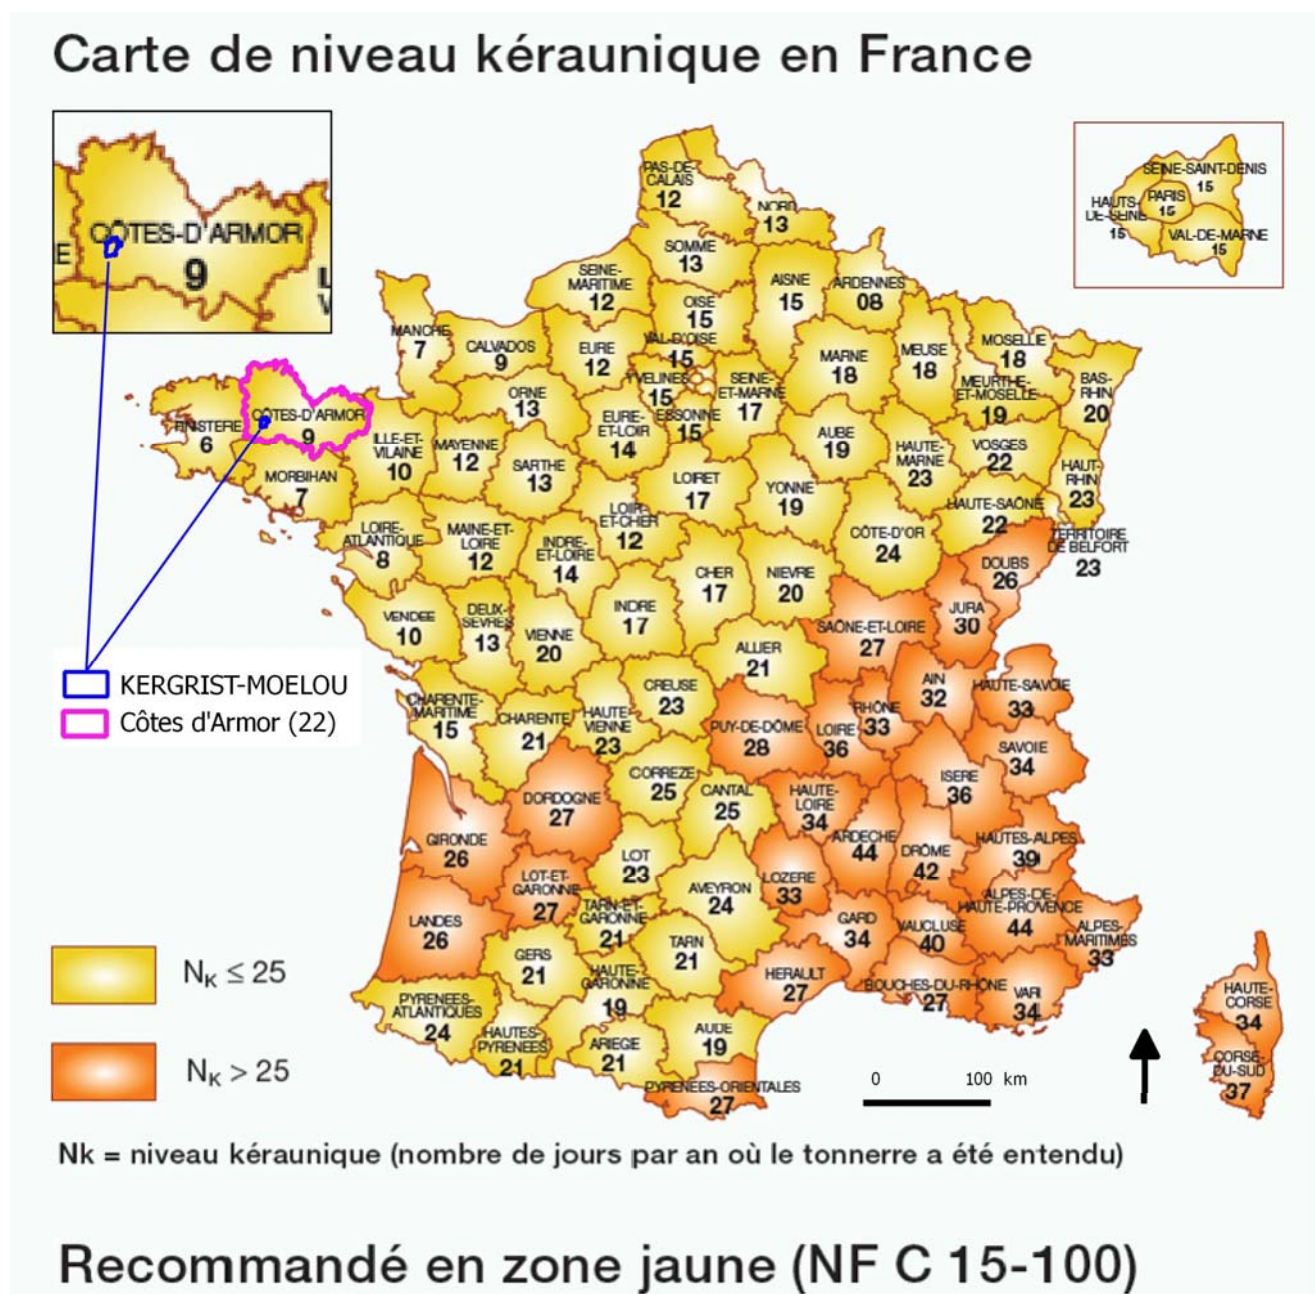 Carte de niveau kéraunique en France
CÔTES-D'ARMOR
9
E
L
V
SEINE-SAINT-DENIS
15
HAUTS-
DE-SEINE
15
PARIS
15
VAL-DE-MARNE
15
PAS-DE-
CALAIS
12
NORD
13
SOMME
13
SEINE-
MARITIME
12
AISNE
15
ARDENNES
08
OISE
15
MANCHE
7
CALVADOS
9
EURE
12
VAL-D'OISE
15
YVELINES
15
ESSONNE
15
SEINE-
ET-MARNE
17
MARNE
18
MEUSE
18
MOSELLE
18
MEURTHE-
ET-MOSELLE
19
BAS-
RHIN
20
FINISTERE
6
CÔTES-D'ARMOR
9
ORNE
13
EURE-
ET-LOIR
14
AUBE
19
HAUTE-
MARNE
23
VOSGES
22
HAUT-
RHIN
23
MORBIHAN
7
ILLE-ET-
VILAINE
10
MAYENNE
12
SARTHE
13
LOIRET
17
YONNE
19
HAUTE-SAÔNE
22
LOIRE-
ATLANTIQUE
8
MAINE-ET-
LOIRE
12
INDRE-
ET-LOIRE
14
LOIR-
ET-CHER
12
CÔTE-D'OR
24
TERRITOIRE
DE BELFORT
23
DOUBS
26
CHER
17
NIEVRE
20
VENDEE
10
DEUX-
SEVRES
13
VIENNE
20
INDRE
17
SAÔNE-ET-LOIRE
27
JURA
30
ALLIER
21
KERGRIST-MOELOU
Côtes d'Armor (22)
CHARENTE-
MARITIME
15
CHARENTE
21
HAUTE-
VIENNE
23
CREUSE
23
PUY-DE-DÔME
28
LOIRE
36
RHÔNE
33
AIN
32
HAUTE-SAVOIE
33
SAVOIE
34
ISERE
36
DORDOGNE
27
CORREZE
25
CANTAL
25
HAUTE-
LOIRE
34
ARDECHE
44
DRÔME
42
HAUTES-ALPES
39
GIRONDE
26
LOT-ET-
GARONNE
27
LOT
23
AVEYRON
24
LOZERE
33
GARD
34
VAUCLUSE
40
ALPES-DE-
HAUTE-PROVENCE
44
ALPES-
MARITIMES
33
LANDES
26
TARN-ET-
GARONNE
21
TARN
21
GERS
21
HAUTE-
GARONNE
19
HERAULT
27
BOUCHES-DU-RHÔNE
27
VAR
34
PYRENEES-
ATLANTIQUES
24
HAUTES-
PYRENEES
21
ARIEGE
21
AUDE
19
PYRENEES-ORIENTALES
27
HAUTE-
CORSE
34
CORSE-
DU-SUD
37
NK ≤ 25
NK > 25
0 100 km
Nk = niveau kéraunique (nombre de jours par an où le tonnerre a été entendu)
Recommandé en zone jaune (NF C 15-100)